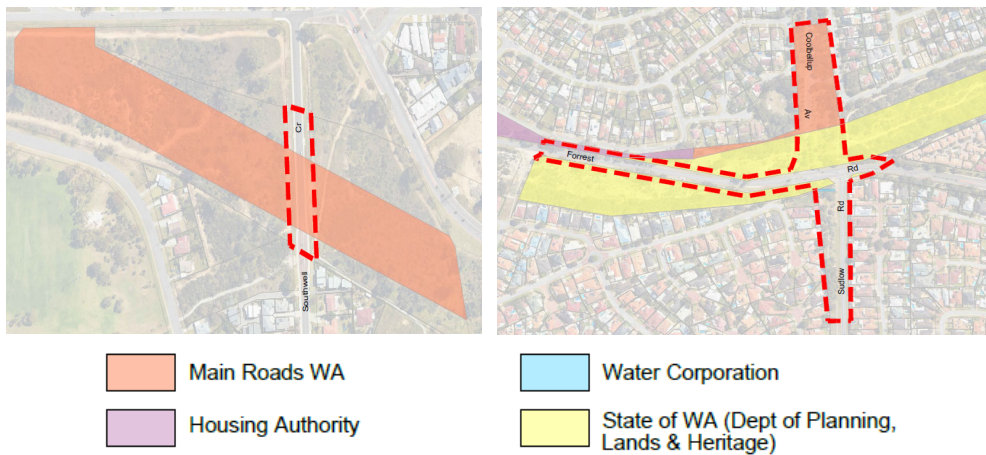 Cr
Southwell
Coolbellup
Av
Forrest
Rd
Rd
Sudlow
Main Roads WA
Housing Authority
Water Corporation
State of WA (Dept of Planning,
Lands & Heritage)